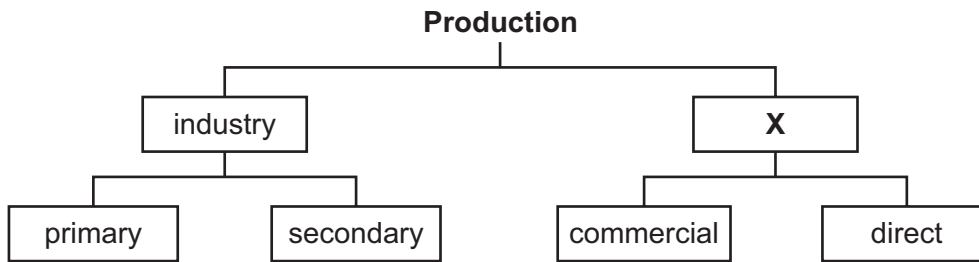 Production
industry
X
primary
secondary
commercial
direct